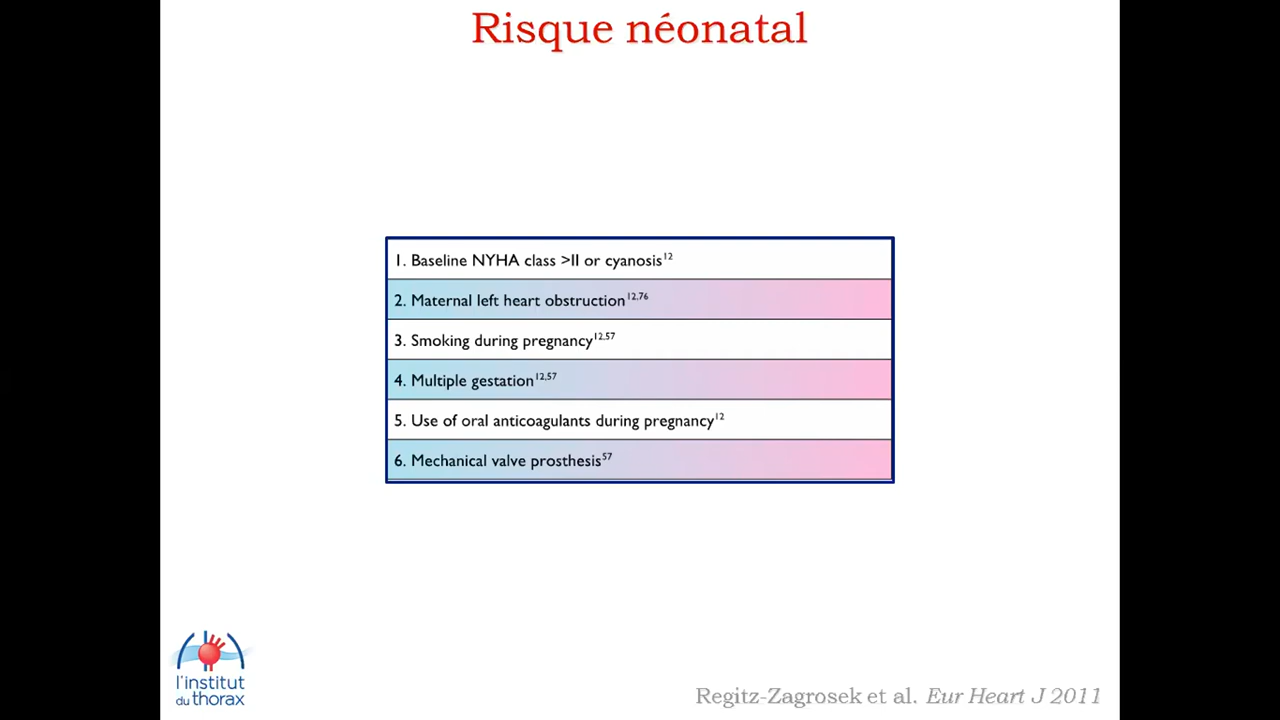 Risque néonatal
1. Baseline NYHA class >II or cyanosis12
2. Maternal left heart obstruction12,76
3. Smoking during pregnancy12,57
4. Multiple gestation12,57
5. Use of oral anticoagulants during pregnancy12
6. Mechanical valve prosthesis57
l'institut
du thorax
Regitz-Zagrosek et al. Eur Heart J 2011